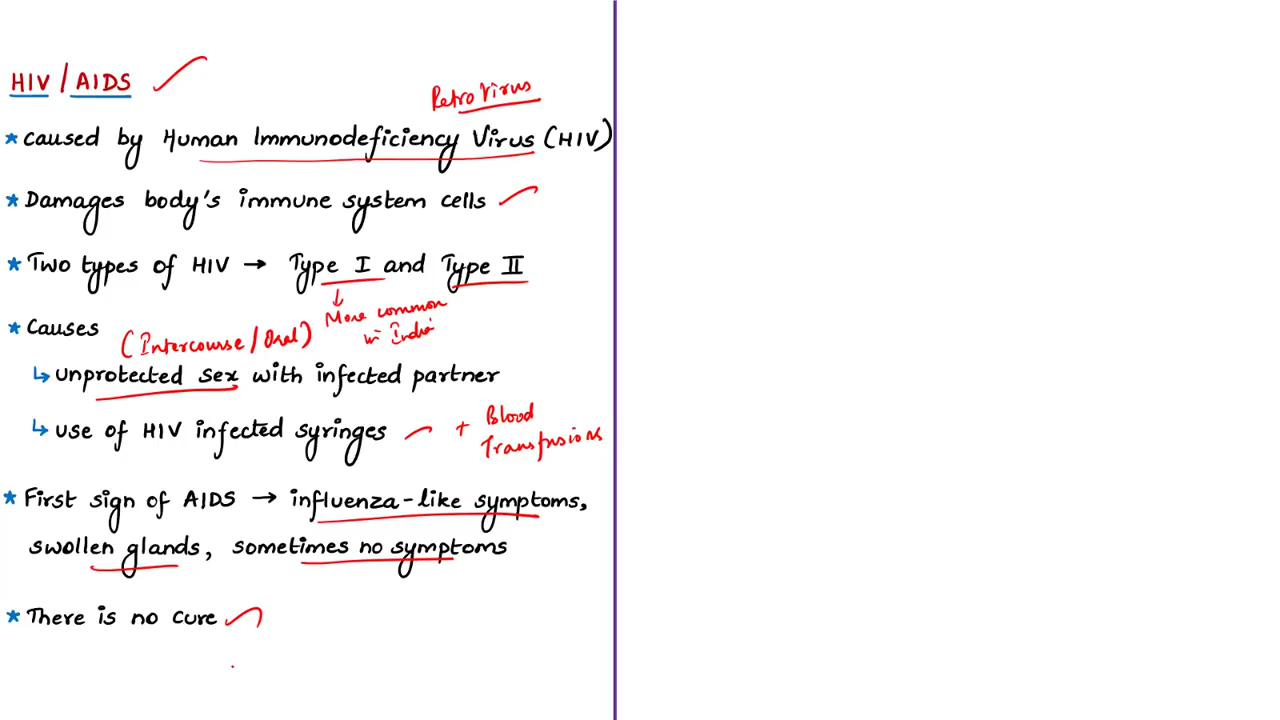 HIV / AIDS
Retro Virus
* Caused by Human Immunodeficiency Virus (HIV)
* Damages body's immune system cells
* Two types of HIV → Type I and Type II
↓ More common
in India
* Causes
(Intercourse / Oral)
↳ unprotected sex with infected partner
↳ use of HIV infected syringes + Blood
Transfusions
* First sign of AIDS → influenza-like symptoms,
swollen glands, sometimes no symptoms
* There is no cure